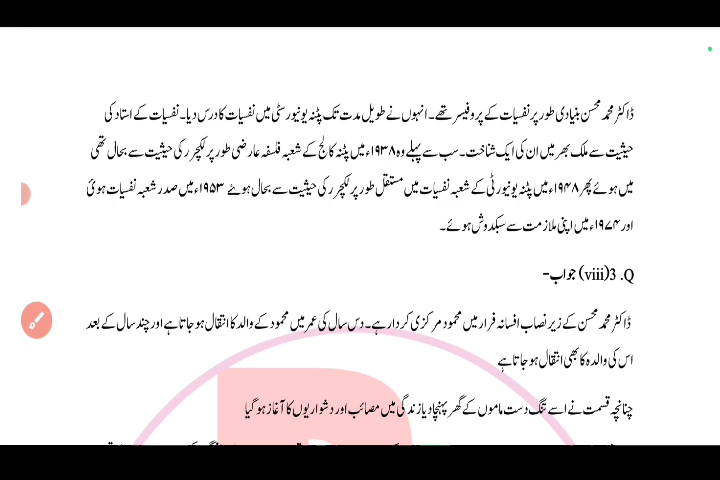 ڈاکٹر محمد محسن بنیادی طور پر نفسیات کے پروفیسر تھے۔ انہوں نے طویل مدت تک پٹنہ یونیورسٹی میں نفسیات کا درس دیا۔ نفسیات کے استاد کی
حیثیت سے ملک بھر میں ان کی ایک شناخت۔ سب سے پہلے وہ ۱۹۳۸ء میں پٹنہ کالج کے شعبہ فلسفہ عارضی طور پر لکچرر کی حیثیت سے بحال تھی
میں ہوئے پھر ۱۹۴۸ء میں پٹنہ یونیورٹی کے شعبہ نفسیات میں مستقل طور پر لکچرر کی حیثیت سے بحال ہوئے ۱۹۵۳ء میں صدر شعبہ نفسیات ہوئ
اور ۱۹۷۴ء میں اپنی ملازمت سے سبکدوش ہوئے۔
Q. 3(viii) جواب-
ڈاکٹر محمد محسن کے زیر نصاب افسانہ فرار میں محمود مرکزی کردار ہے۔ دس سال کی عمر میں محمود کے والد کا انتقال ہو جاتا ہے اور چند سال کے بعد
اس کی والدہ کا بھی انتقال ہو جاتا ہے
چنانچہ قسمت نے اسے تنگ دست ماموں کے گھر پہنچا دیا زندگی میں مصائب اور دشواریوں کا آغاز ہو گیا